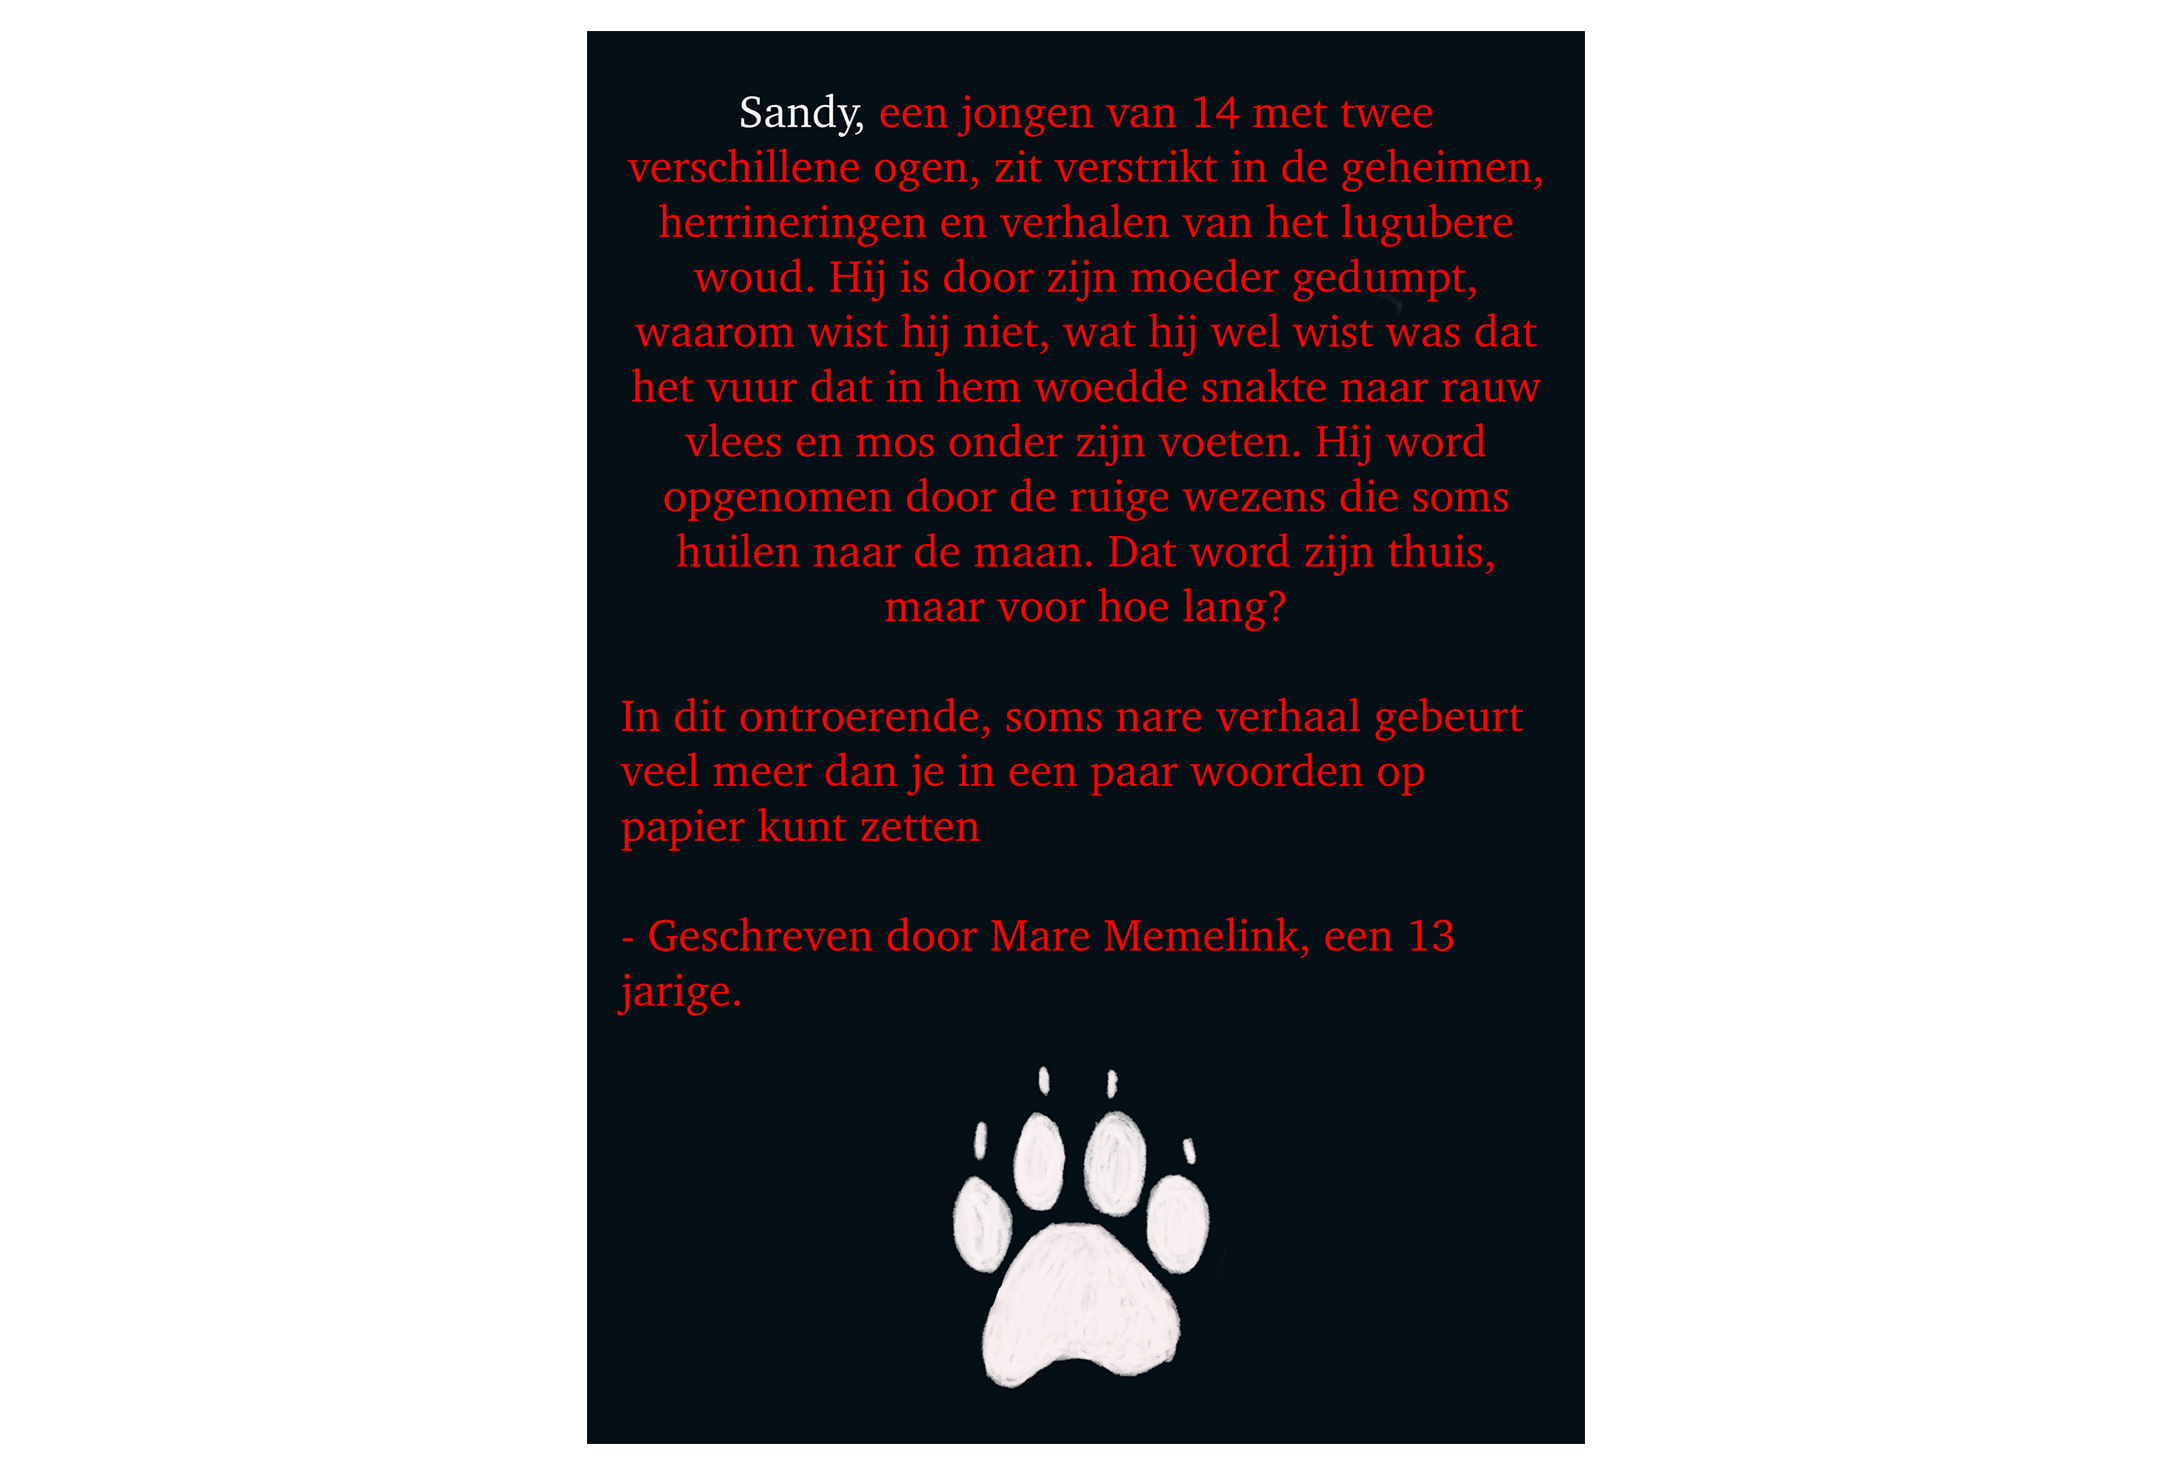 Sandy, een jongen van 14 met twee
verschillene ogen, zit verstrikt in de geheimen,
herrineringen en verhalen van het lugubere
woud. Hij is door zijn moeder gedumpt,
waarom wist hij niet, wat hij wel wist was dat
het vuur dat in hem woedde snakte naar rauw
vlees en mos onder zijn voeten. Hij word
opgenomen door de ruige wezens die soms
huilen naar de maan. Dat word zijn thuis,
maar voor hoe lang?
In dit ontroerende, soms nare verhaal gebeurt
veel meer dan je in een paar woorden op
papier kunt zetten
- Geschreven door Mare Memelink, een 13
jarige.